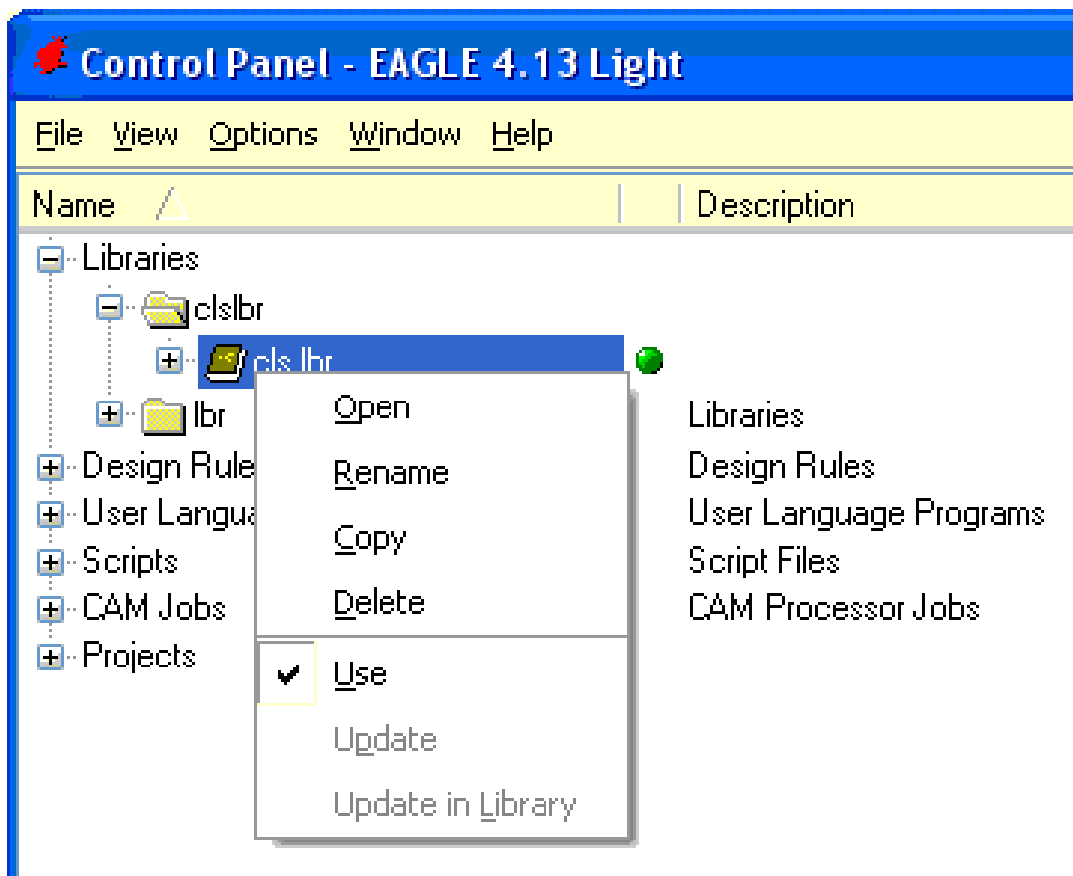 Control Panel - EAGLE 4.13 Light
File View Options Window Help
Name Description
Libraries
clslbr
cls.lbr
Open
lbr Libraries
Rename
Design Rule Design Rules
User Langua User Language Programs
Copy
Scripts Script Files
Delete
CAM Jobs CAM Processor Jobs
Projects
Use
Update
Update in Library